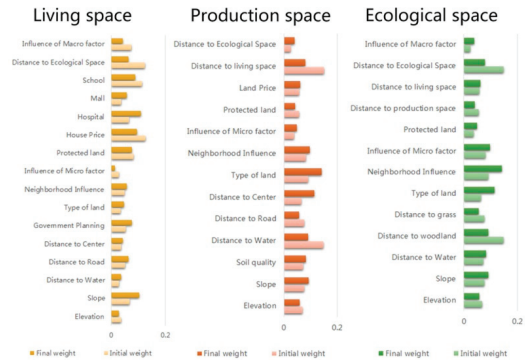 Living space
Influence of Macro factor
Distance to Ecological Space
School
Mall
Hospital
House Price
Protected land
Influence of Micro factor
Neighborhood Influence
Type of land
Government Planning
Distance to Center
Distance to Road
Distance to Water
Slope
Elevation
0 0.2
Final weight Initial weight
Production space
Distance to Ecological Space
Distance to living space
Land Price
Protected land
Influence of Micro factor
Neighborhood Influence
Type of land
Distance to Center
Distance to Road
Distance to Water
Soil quality
Slope
Elevation
0 0.2
Final weight Initial weight
Ecological space
Influence of Macro factor
Distance to Ecological Space
Distance to living space
Distance to production space
Protected land
Influence of Micro factor
Neighborhood Influence
Type of land
Distance to grass
Distance to woodland
Distance to Water
Slope
Elevation
0 0.2
Final weight Initial weight